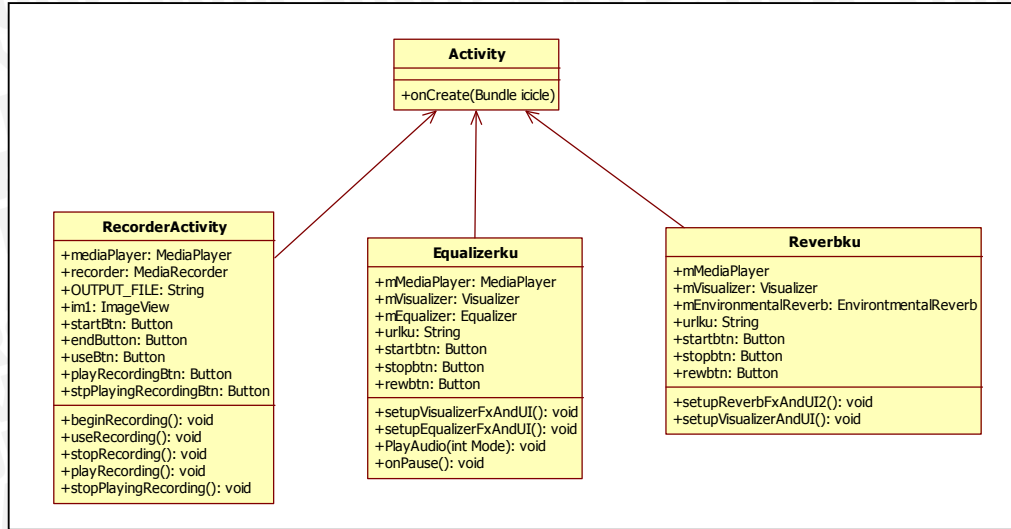 Activity
+onCreate(Bundle icicle)
RecorderActivity
+mediaPlayer: MediaPlayer
+recorder: MediaRecorder
+OUTPUT_FILE: String
+im1: ImageView
+startBtn: Button
+endButton: Button
+useBtn: Button
+playRecordingBtn: Button
+stpPlayingRecordingBtn: Button
+beginRecording(): void
+useRecording(): void
+stopRecording(): void
+playRecording(): void
+stopPlayingRecording(): void
Equalizerku
+mMediaPlayer: MediaPlayer
+mVisualizer: Visualizer
+mEqualizer: Equalizer
+urlku: String
+startbtn: Button
+stopbtn: Button
+rewbtn: Button
+setupVisualizerFxAndUI(): void
+setupEqualizerFxAndUI(): void
+PlayAudio(int Mode): void
+onPause(): void
Reverbku
+mMediaPlayer
+mVisualizer: Visualizer
+mEnvironmentalReverb: EnvirontmentalReverb
+urlku: String
+startbtn: Button
+stopbtn: Button
+rewbtn: Button
+setupReverbFxAndUI2(): void
+setupVisualizerAndUI(): void